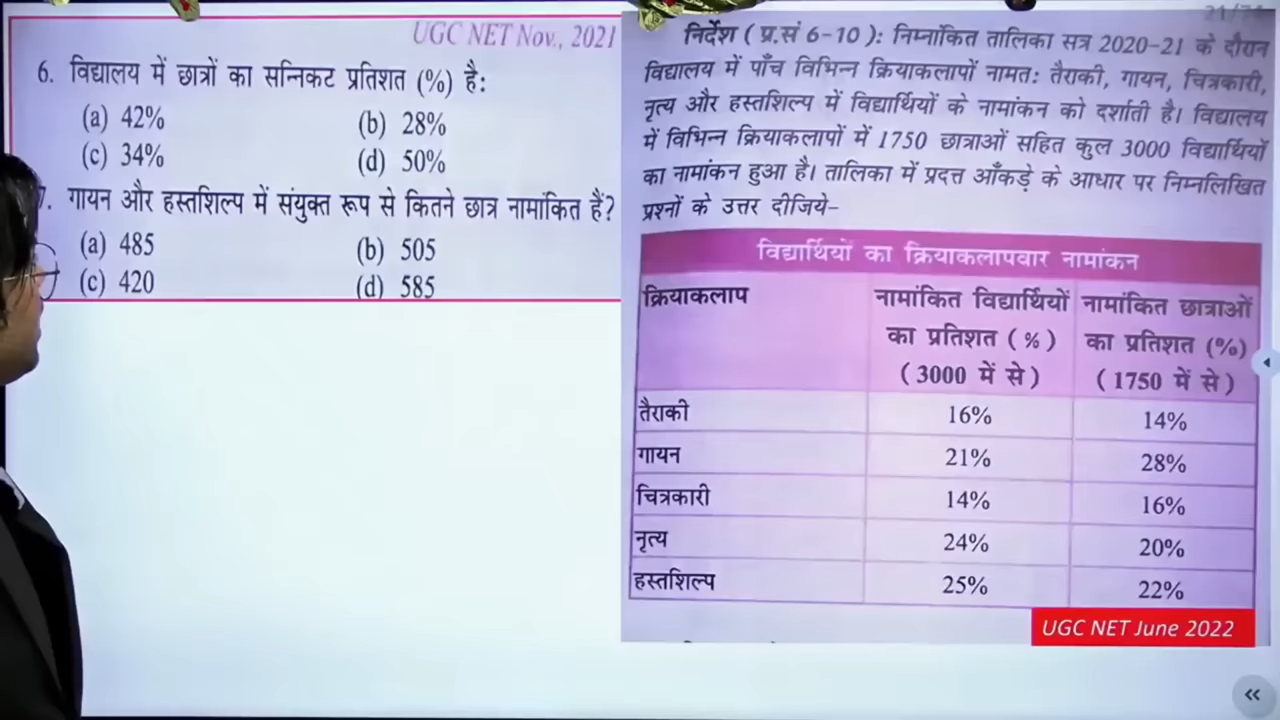 UGC NET Nov., 2021
6. विद्यालय में छात्रों का सन्निकट प्रतिशत (%) है:
(a) 42% (b) 28%
(c) 34% (d) 50%
7. गायन और हस्तशिल्प में संयुक्त रूप से कितने छात्र नामांकित हैं?
(a) 485 (b) 505
(c) 420 (d) 585
निर्देश ( प्र.सं 6-10 ): निम्नांकित तालिका सत्र 2020-21 के दौरान
विद्यालय में पाँच विभिन्न क्रियाकलापों नामत: तैराकी, गायन, चित्रकारी,
नृत्य और हस्तशिल्प में विद्यार्थियों के नामांकन को दर्शाती है। विद्यालय
में विभिन्न क्रियाकलापों में 1750 छात्राओं सहित कुल 3000 विद्यार्थियों
का नामांकन हुआ है। तालिका में प्रदत्त आँकड़े के आधार पर निम्नलिखित
प्रश्नों के उत्तर दीजिये-
विद्यार्थियों का क्रियाकलापवार नामांकन
क्रियाकलाप नामांकित विद्यार्थियों नामांकित छात्राओं
का प्रतिशत ( % ) का प्रतिशत (%)
( 3000 में से ) ( 1750 में से )
तैराकी 16% 14%
गायन 21% 28%
चित्रकारी 14% 16%
नृत्य 24% 20%
हस्तशिल्प 25% 22%
UGC NET June 2022